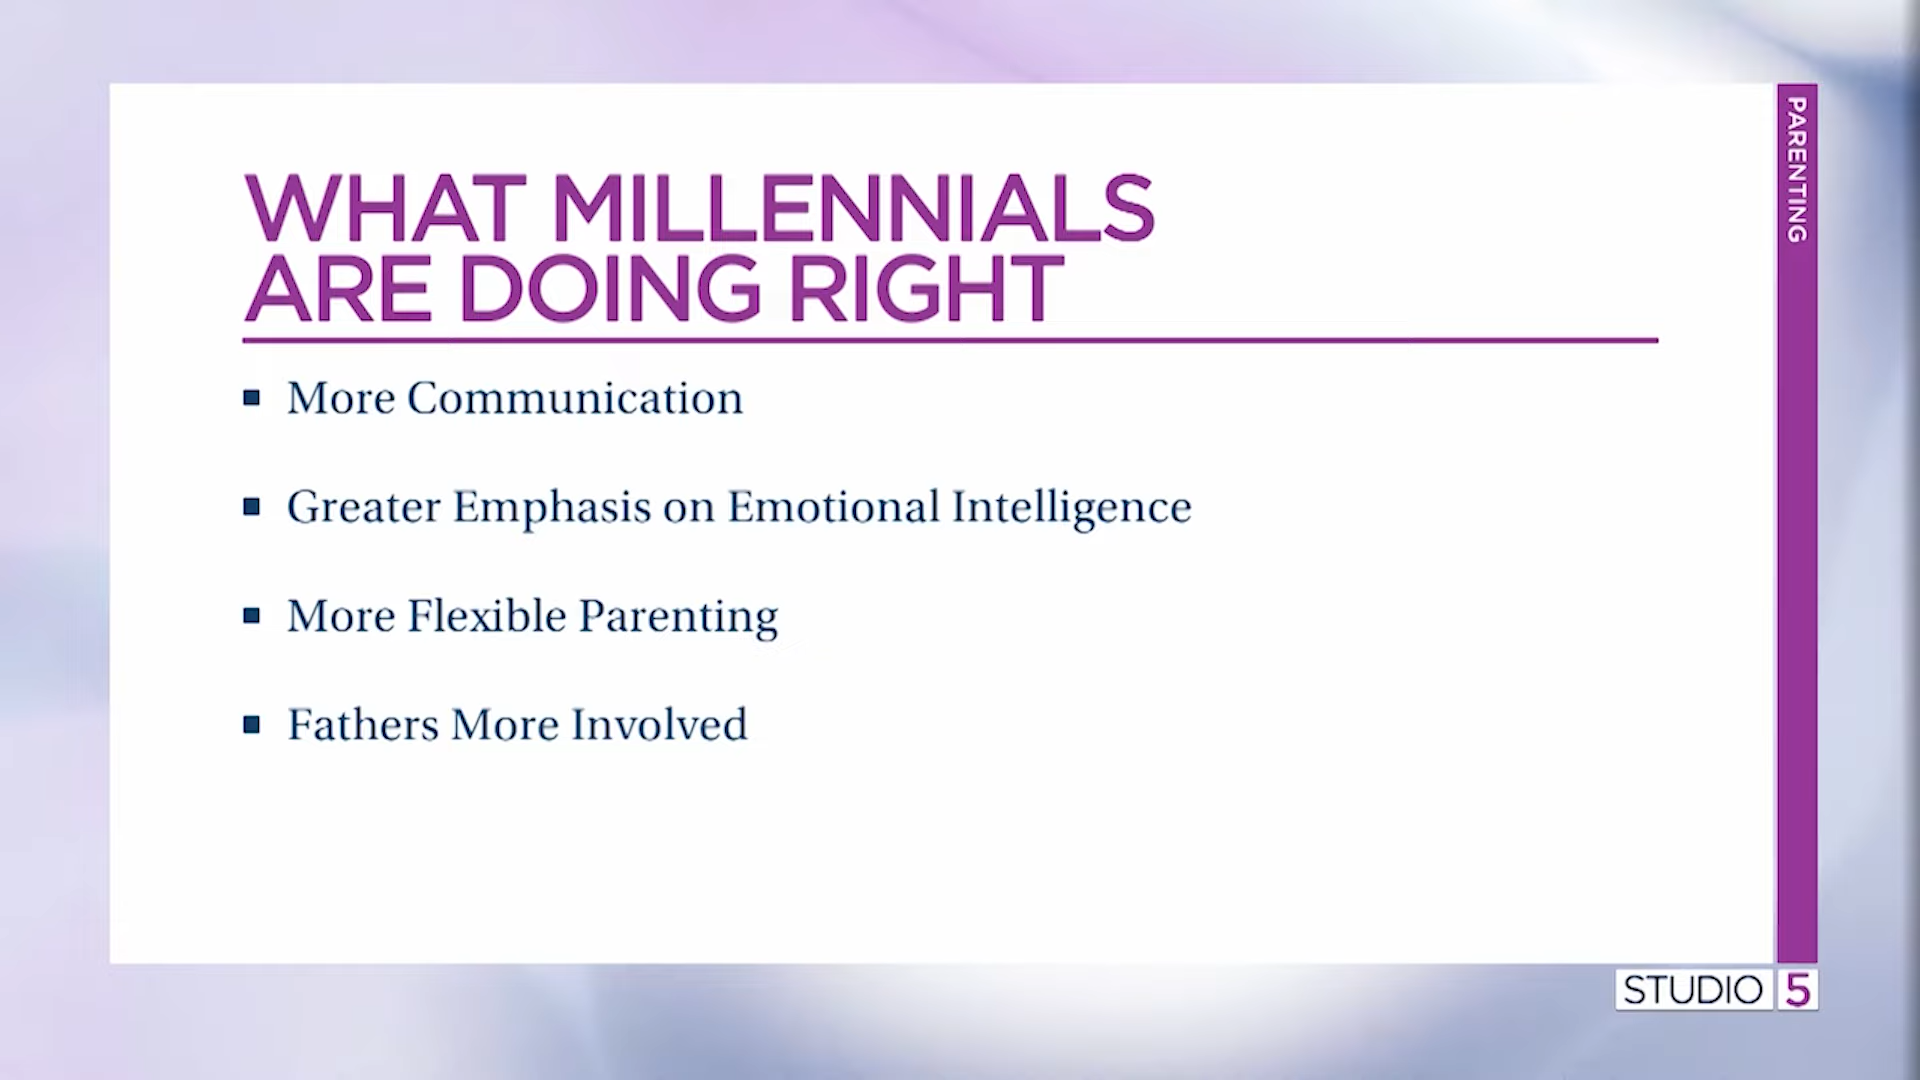 WHAT MILLENNIALS
ARE DOING RIGHT
More Communication
Greater Emphasis on Emotional Intelligence
More Flexible Parenting
Fathers More Involved
PARENTING
STUDIO 5